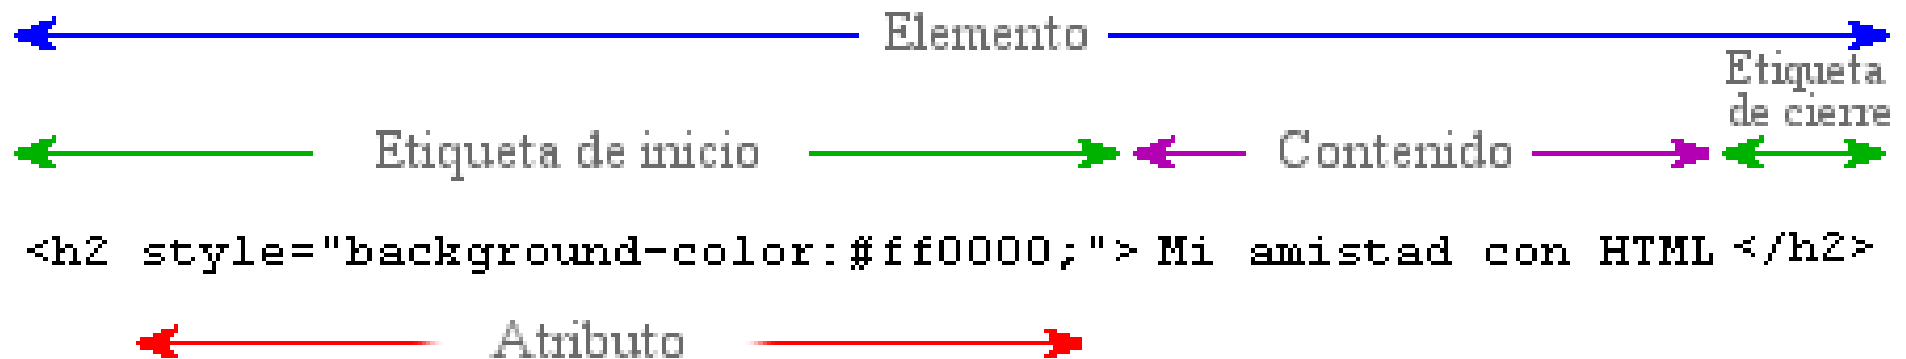 Elemento
Etiqueta
de cierre
Etiqueta de inicio
Contenido
<h2 style="background-color:#ff0000;"> Mi amistad con HTML </h2>
Atributo